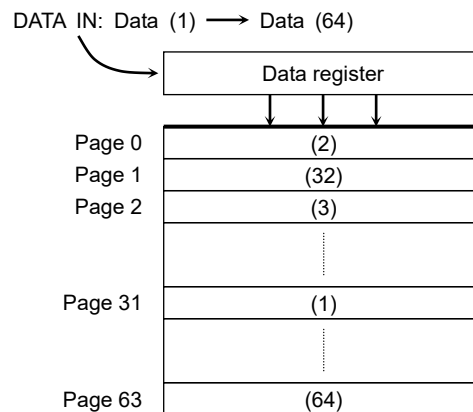 DATA IN: Data (1) → Data (64)
Data register
Page 0 (2)
Page 1 (32)
Page 2 (3)
Page 31 (1)
Page 63 (64)